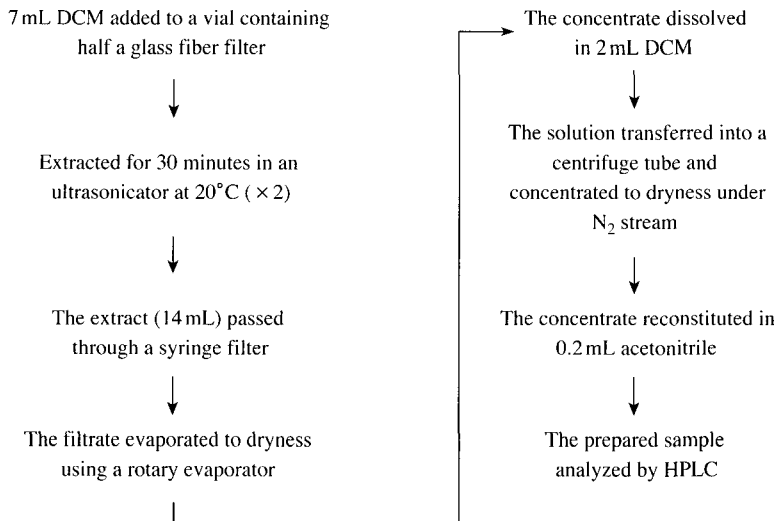 7 mL DCM added to a vial containing
half a glass fiber filter
Extracted for 30 minutes in an
ultrasonicator at 20°C ( × 2)
The extract (14 mL) passed
through a syringe filter
The filtrate evaporated to dryness
using a rotary evaporator
The concentrate dissolved
in 2 mL DCM
The solution transferred into a
centrifuge tube and
concentrated to dryness under
N₂ stream
The concentrate reconstituted in
0.2 mL acetonitrile
The prepared sample
analyzed by HPLC